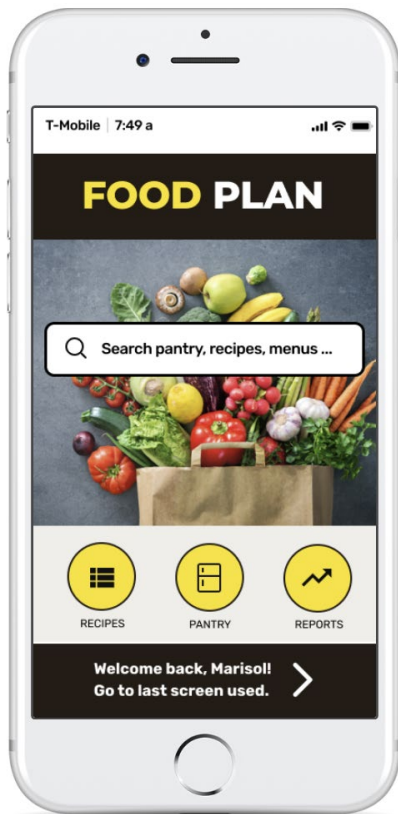 T-Mobile 7:49 a
FOOD PLAN
Search pantry, recipes, menus ...
RECIPES PANTRY REPORTS
Welcome back, Marisol!
Go to last screen used.